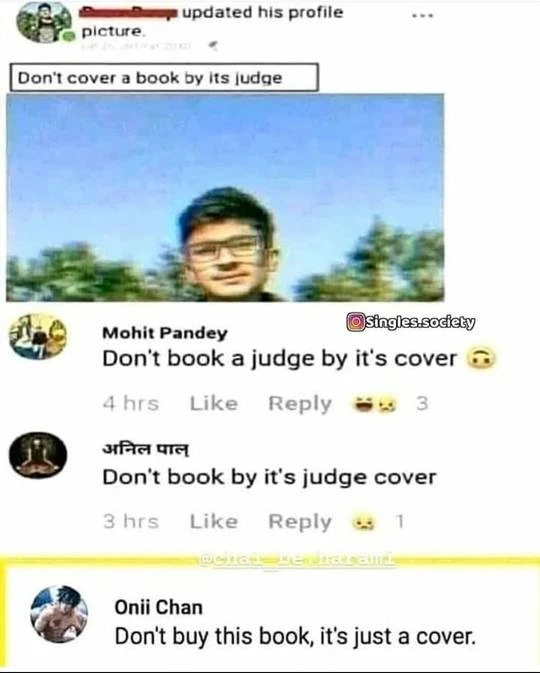 updated his profile
picture.
Don't cover a book by its judge
Singles.society
Mohit Pandey
Don't book a judge by it's cover 🙃
4 hrs Like Reply 3
अनिल पाल्
Don't book by it's judge cover
3 hrs Like Reply 1
@chai_be_harami
Onii Chan
Don't buy this book, it's just a cover.